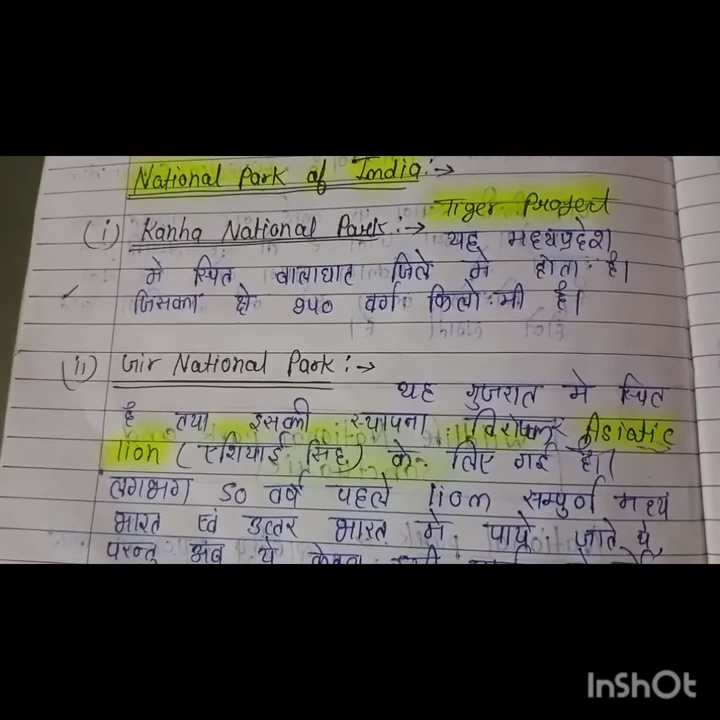 National Park of India :→
Tiger Project
(i) Kanha National Park :→ यह मध्यप्रदेश
मे स्थित बालाघाट जिले मे होता है।
जिसका क्षे ९४० वर्ग किलो मी है।
(ii) Gir National Park :→
यह गुजरात मे स्थित
है तथा इसकी स्थापना विशेषकर Asiatic
lion (एशियाई सिंह) के लिए गई है।
लगभग 50 वर्ष पहले lion सम्पुर्ण मध्य
भारत एवं उत्तर भारत मे पाये जाते थे,
परन्तु अब ये केवल
InShOt